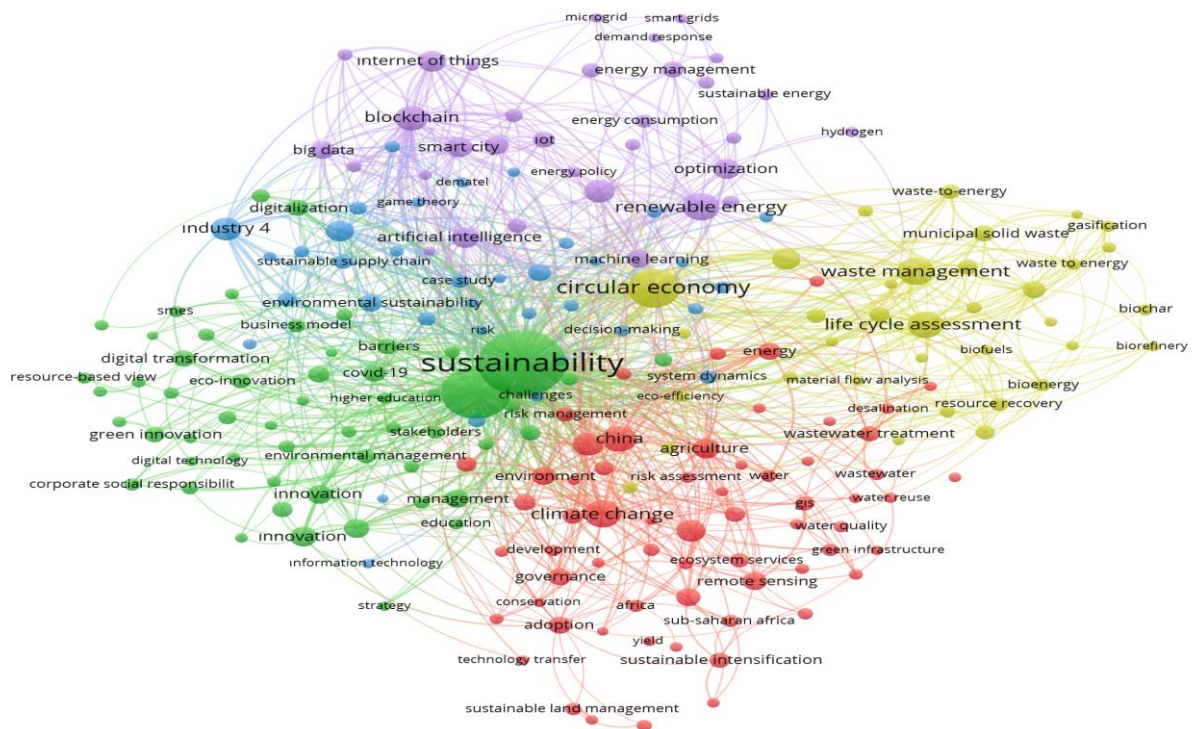 microgrid
smart grids
demand response
ınternet of things
energy management
sustainable energy
blockchain
energy consumption
hydrogen
big data
smart city
iot
optimization
energy policy
dematel
waste-to-energy
game theory
renewable energy
digitalization
gasification
ındustry 4
municipal solid waste
artificial intelligence
sustainable supply chain
machine learning
waste management
waste to energy
case study
circular economy
environmental sustainability
biochar
smes
business model
risk
decision-making
life cycle assessment
barriers
biofuels
biorefinery
digital transformation
sustainability
energy
resource-based view
eco-innovation
covid-19
system dynamics
material flow analysis
bioenergy
higher education
challenges
eco-efficiency
resource recovery
risk management
desalination
green innovation
stakeholders
china
agriculture
wastewater treatment
digital technology
environmental management
corporate social responsibilit
environment
risk assessment
water
wastewater
ınnovation
management
water reuse
gıs
climate change
education
water quality
ınnovation
development
green infrastructure
ınformation technology
ecosystem services
governance
remote sensing
strategy
conservation
africa
adoption
sub-saharan africa
yield
technology transfer
sustainable intensification
sustainable land management